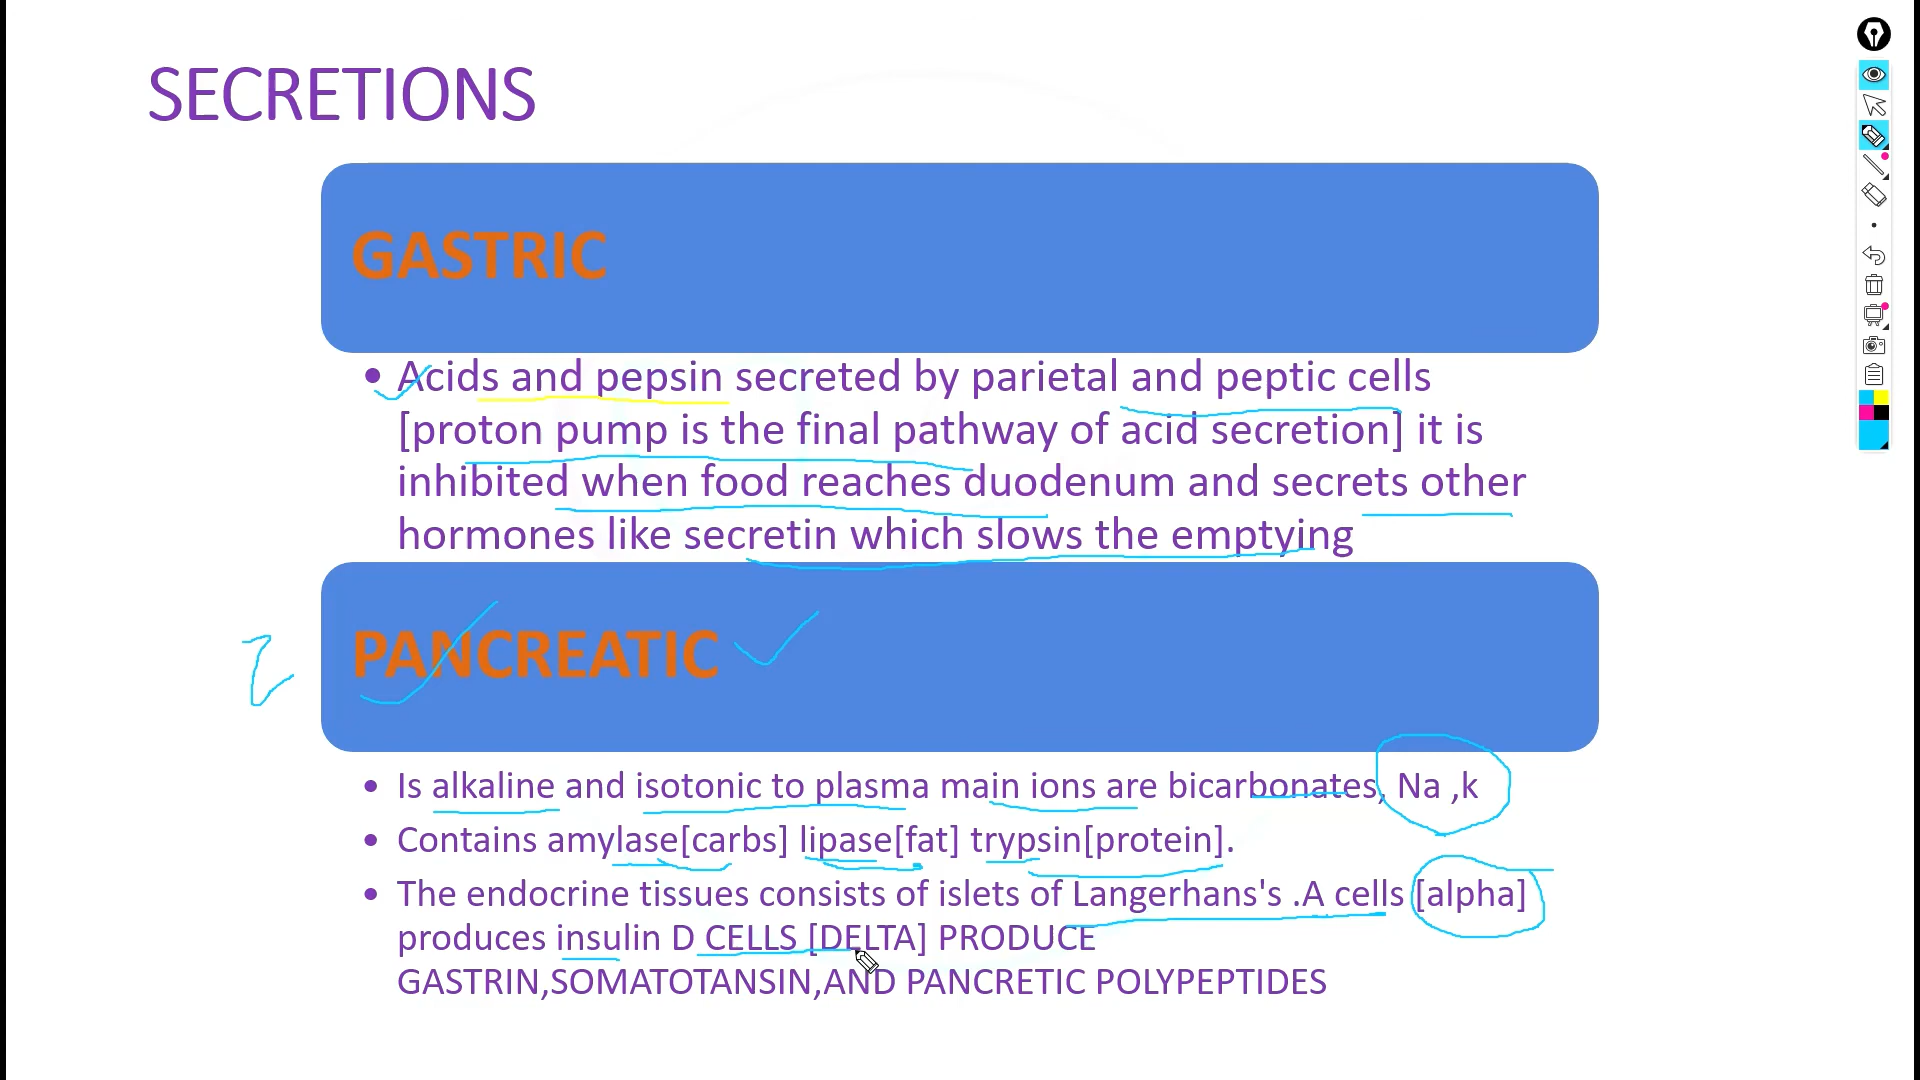 SECRETIONS
GASTRIC
• Acids and pepsin secreted by parietal and peptic cells
[proton pump is the final pathway of acid secretion] it is
inhibited when food reaches duodenum and secrets other
hormones like secretin which slows the emptying
PANCREATIC
• Is alkaline and isotonic to plasma main ions are bicarbonates, Na ,k
• Contains amylase[carbs] lipase[fat] trypsin[protein].
• The endocrine tissues consists of islets of Langerhans's .A cells [alpha]
produces insulin D CELLS [DELTA] PRODUCE
GASTRIN,SOMATOTANSIN,AND PANCRETIC POLYPEPTIDES